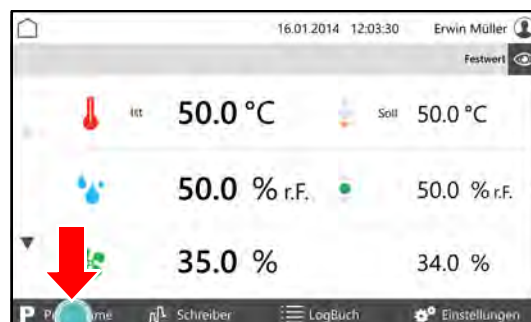 16.01.2014 12:03:30 Erwin Müller
Festwert
Ist 50.0 °C Soll 50.0 °C
50.0 % r.F. 50.0 % r.F.
35.0 % 34.0 %
P Schreiber LogBuch Einstellungen